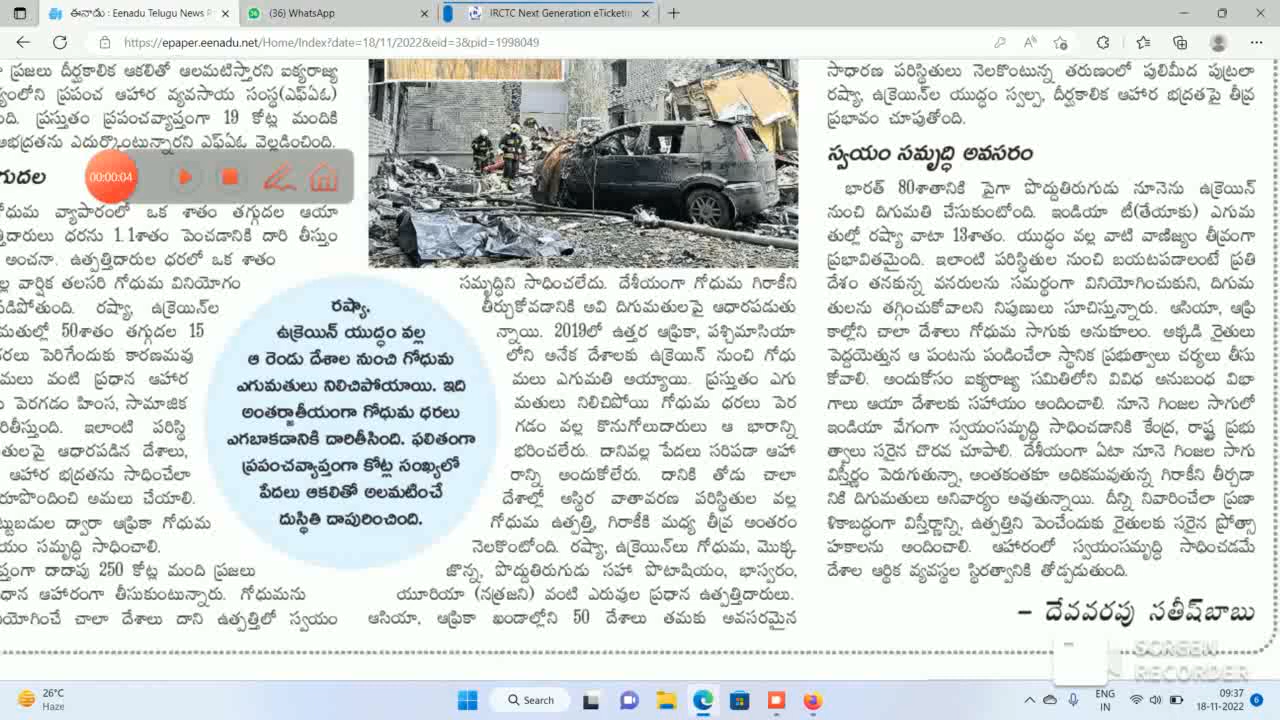 ఈనాడు : Eenadu Telugu News P
(36) WhatsApp
IRCTC Next Generation eTicketin
https://epaper.eenadu.net/Home/Index?date=18/11/2022&eid=3&pid=1998049
ప్రజలు దీర్ఘకాలిక ఆకలితో ఆలమటిస్తారని ఐక్యరాజ్య
లోని ప్రపంచ ఆహార వ్యవసాయ సంస్థ(ఎఫ్ఏఓ)
ప్రస్తుతం ప్రపంచవ్యాప్తంగా 19 కోట్ల మందికి
అభద్రతను ఎదుర్కొంటున్నారని ఎఫ్ఏఓ వెల్లడించింది.
00:00:04
గుదల
గోధుమ వ్యాపారంలో ఒక శాతం తగ్గుదల ఆయా
త్తిదారులు ధరను 1.1శాతం పెంచడానికి దారి తీస్తుం
అంచనా. ఉత్పత్తిదారుల ధరలో ఒక శాతం
ల్ల వార్షిక తలసరి గోధుమ వినియోగం
పడిపోతుంది. రష్యా, ఉక్రెయిన్‌ల
మతుల్లో 50శాతం తగ్గుదల 15
ధరలు పెరిగేందుకు కారణమవు
మలు వంటి ప్రధాన ఆహార
పెరగడం హింస, సామాజిక
రితీస్తుంది. ఇలాంటి పరిస్థి
తులపై ఆధారపడిన దేశాలు,
ఆహార భద్రతను సాధించేలా
రూపొందించి అమలు చేయాలి.
ట్టుబడుల ద్వారా ఆఫ్రికా గోధుమ
యం సమృద్ధి సాధించాలి.
ప్తంగా దాదాపు 250 కోట్ల మంది ప్రజలు
ధాన ఆహారంగా తీసుకుంటున్నారు. గోధుమను
యోగించే చాలా దేశాలు దాని ఉత్పత్తిలో స్వయం
రష్యా,
ఉక్రెయిన్ యుద్ధం వల్ల
ఆ రెండు దేశాల నుంచి గోధుమ
ఎగుమతులు నిలిచిపోయాయి. ఇది
అంతర్జాతీయంగా గోధుమ ధరలు
ఎగబాకడానికి దారితీసింది. ఫలితంగా
ప్రపంచవ్యాప్తంగా కోట్ల సంఖ్యలో
పేదలు ఆకలితో అలమటించే
దుస్థితి దాపురించింది.
సమృద్ధిని సాధించలేదు. దేశీయంగా గోధుమ గిరాకీని
తీర్చుకోవడానికి అవి దిగుమతులపై ఆధారపడుతు
న్నాయి. 2019లో ఉత్తర ఆఫ్రికా, పశ్చిమాసియా
లోని అనేక దేశాలకు ఉక్రెయిన్ నుంచి గోధు
మలు ఎగుమతి అయ్యాయి. ప్రస్తుతం ఎగు
మతులు నిలిచిపోయి గోధుమ ధరలు పెర
గడం వల్ల కొనుగోలుదారులు ఆ భారాన్ని
భరించలేరు. దానివల్ల పేదలు సరిపడా ఆహా
రాన్ని అందుకోలేరు. దానికి తోడు చాలా
దేశాల్లో అస్థిర వాతావరణ పరిస్థితుల వల్ల
గోధుమ ఉత్పత్తి, గిరాకీకి మధ్య తీవ్ర అంతరం
నెలకొంటోంది. రష్యా, ఉక్రెయిన్‌లు గోధుమ, మొక్క
జొన్న, పొద్దుతిరుగుడు సహా పొటాషియం, భాస్వరం,
యూరియా (నత్రజని) వంటి ఎరువుల ప్రధాన ఉత్పత్తిదారులు.
ఆసియా, ఆఫ్రికా ఖండాల్లోని 50 దేశాలు తమకు అవసరమైన
సాధారణ పరిస్థితులు నెలకొంటున్న తరుణంలో పులిమీద పుట్రలా
రష్యా, ఉక్రెయిన్‌ల యుద్ధం స్వల్ప, దీర్ఘకాలిక ఆహార భద్రతపై తీవ్ర
ప్రభావం చూపుతోంది.
స్వయం సమృద్ధి అవసరం
భారత్ 80శాతానికి పైగా పొద్దుతిరుగుడు నూనెను ఉక్రెయిన్
నుంచి దిగుమతి చేసుకుంటోంది. ఇండియా టీ(తేయాకు) ఎగుమ
తుల్లో రష్యా వాటా 13శాతం. యుద్ధం వల్ల వాటి వాణిజ్యం తీవ్రంగా
ప్రభావితమైంది. ఇలాంటి పరిస్థితుల నుంచి బయటపడాలంటే ప్రతి
దేశం తనకున్న వనరులను సమర్థంగా వినియోగించుకుని, దిగుమ
తులను తగ్గించుకోవాలని నిపుణులు సూచిస్తున్నారు. ఆసియా, ఆఫ్రి
కాల్లోని చాలా దేశాలు గోధుమ సాగుకు అనుకూలం. అక్కడి రైతులు
పెద్దయెత్తున ఆ పంటను పండించేలా స్థానిక ప్రభుత్వాలు చర్యలు తీసు
కోవాలి. అందుకోసం ఐక్యరాజ్య సమితిలోని వివిధ అనుబంధ విభా
గాలు ఆయా దేశాలకు సహాయం అందించాలి. నూనె గింజల సాగులో
ఇండియా వేగంగా స్వయంసమృద్ధి సాధించడానికి కేంద్ర, రాష్ట్ర ప్రభు
త్వాలు సరైన చొరవ చూపాలి. దేశీయంగా ఏటా నూనె గింజల సాగు
విస్తీర్ణం పెరుగుతున్నా, అంతకంతకూ అధికమవుతున్న గిరాకీని తీర్చడా
నికి దిగుమతులు అనివార్యం అవుతున్నాయి. దీన్ని నివారించేలా ప్రణా
ళికాబద్ధంగా విస్తీర్ణాన్ని, ఉత్పత్తిని పెంచేందుకు రైతులకు సరైన ప్రోత్సా
హకాలను అందించాలి. ఆహారంలో స్వయంసమృద్ధి సాధించడమే
దేశాల ఆర్థిక వ్యవస్థల స్థిరత్వానికి తోడ్పడుతుంది.
– దేవవరపు సతీష్‌బాబు
SCREEN
RECORDER
26°C
Haze
Search
ENG
IN
09:37
18-11-2022
6